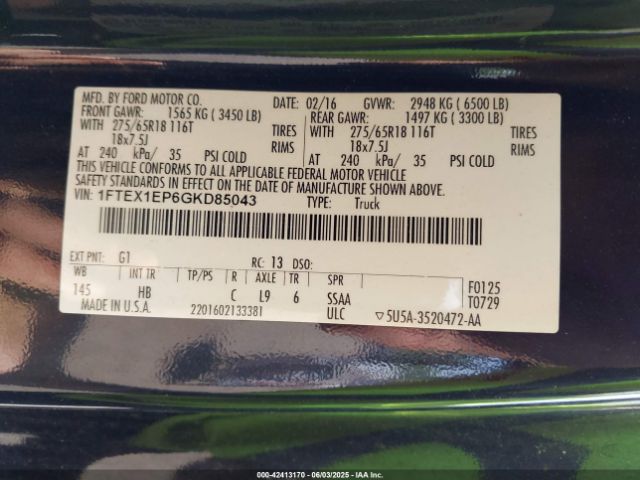 MFD. BY FORD MOTOR CO. DATE: 02/16 GVWR: 2948 KG ( 6500 LB)
FRONT GAWR: 1565 KG ( 3450 LB) REAR GAWR: 1497 KG ( 3300 LB)
WITH 275/65R18 116T TIRES WITH 275/65R18 116T TIRES
18x7.5J RIMS 18x7.5J RIMS
AT 240 kPa/ 35 PSI COLD AT 240 kPa/ 35 PSI COLD
THIS VEHICLE CONFORMS TO ALL APPLICABLE FEDERAL MOTOR VEHICLE
SAFETY STANDARDS IN EFFECT ON THE DATE OF MANUFACTURE SHOWN ABOVE.
VIN: 1FTEX1EP6GKD85043 TYPE: Truck
EXT PNT: G1 RC: 13 DSO:
WB INT TR TP/PS R AXLE TR SPR F0125
145 HB C L9 6 SSAA T0729
MADE IN U.S.A. 2201602133381 ULC ▽5U5A-3520472-AA
000-42413170 - 06/03/2025 - IAAI.com